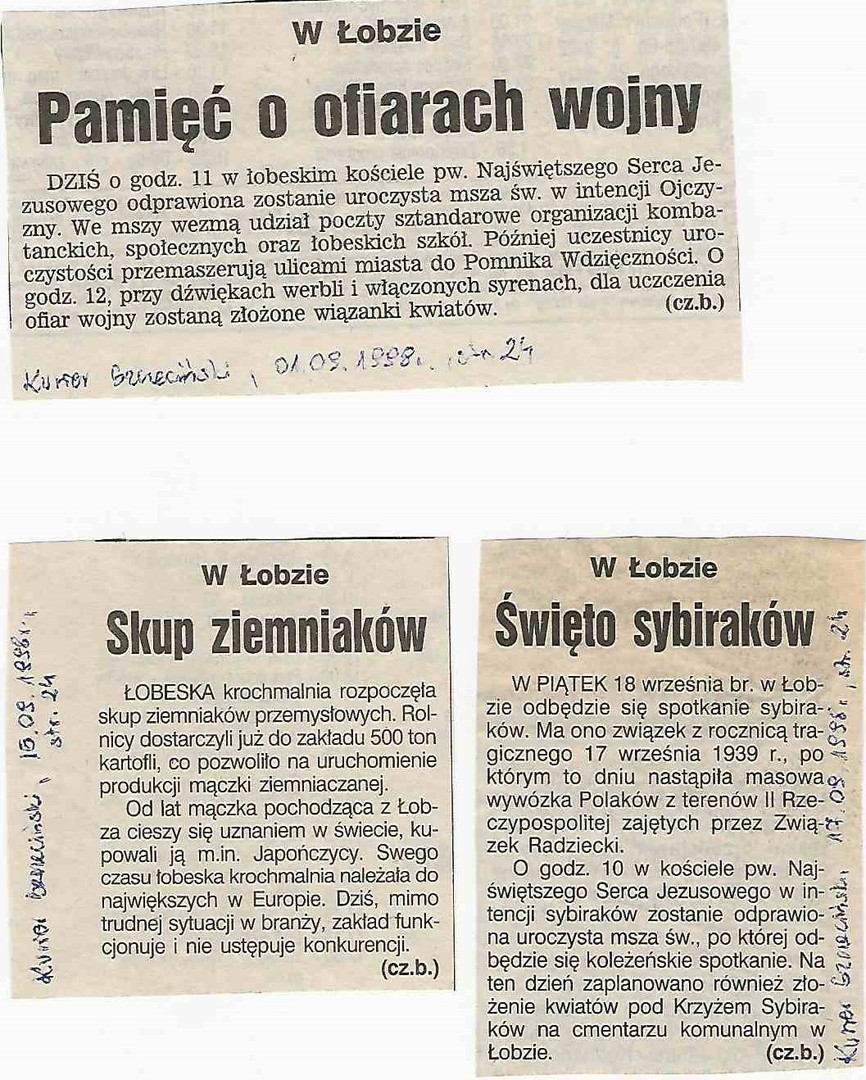 W Łobzie
Pamięć o ofiarach wojny
DZIŚ o godz. 11 w łobeskim kościele pw. Najświętszego Serca Je-
zusowego odprawiona zostanie uroczysta msza św. w intencji Ojczy-
zny. We mszy wezmą udział poczty sztandarowe organizacji komba-
tanckich, społecznych oraz łobeskich szkół. Później uczestnicy uro-
czystości przemaszerują ulicami miasta do Pomnika Wdzięczności. O
godz. 12, przy dźwiękach werbli i włączonych syrenach, dla uczczenia
ofiar wojny zostaną złożone wiązanki kwiatów. (cz.b.)
Kurier Szczeciński, 01.09.1998r., str. 24
W Łobzie
Skup ziemniaków
ŁOBESKA krochmalnia rozpoczęła
skup ziemniaków przemysłowych. Rol-
nicy dostarczyli już do zakładu 500 ton
kartofli, co pozwoliło na uruchomienie
produkcji mączki ziemniaczanej.
Od lat mączka pochodząca z Łob-
za cieszy się uznaniem w świecie, ku-
powali ją m.in. Japończycy. Swego
czasu łobeska krochmalnia należała do
największych w Europie. Dziś, mimo
trudnej sytuacji w branży, zakład funk-
cjonuje i nie ustępuje konkurencji.
(cz.b.)
Kurier Szczeciński, 09.1998r.,
str. 24
W Łobzie
Święto sybiraków
W PIĄTEK 18 września br. w Łob-
zie odbędzie się spotkanie sybira-
ków. Ma ono związek z rocznicą tra-
gicznego 17 września 1939 r., po
którym to dniu nastąpiła masowa
wywózka Polaków z terenów II Rze-
czypospolitej zajętych przez Zwią-
zek Radziecki.
O godz. 10 w kościele pw. Naj-
świętszego Serca Jezusowego w in-
tencji sybiraków zostanie odprawio-
na uroczysta msza św., po której od-
będzie się koleżeńskie spotkanie. Na
ten dzień zaplanowano również zło-
żenie kwiatów pod Krzyżem Sybira-
ków na cmentarzu komunalnym w
Łobzie. (cz.b.)
Kurier Szczeciński, 17.09.1998r., str. 24